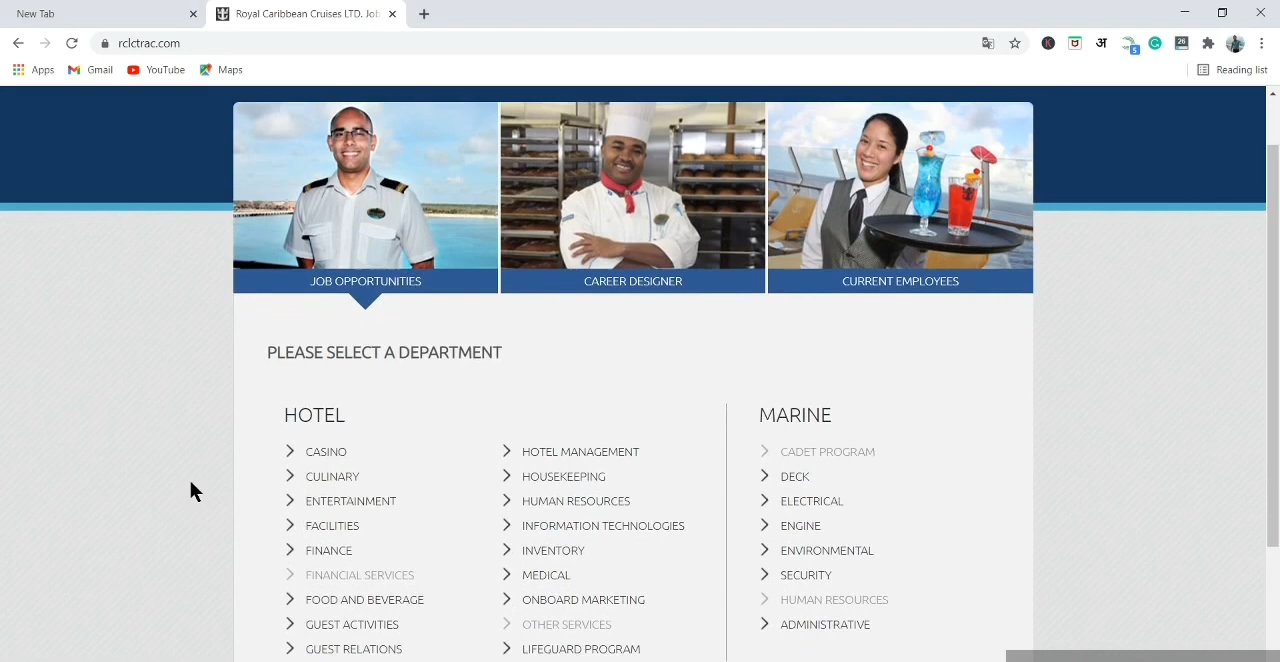 New Tab
Royal Caribbean Cruises LTD. Job
rclctrac.com
K
अ
5
26
Apps
Gmail
YouTube
Maps
Reading list
JOB OPPORTUNITIES
CAREER DESIGNER
CURRENT EMPLOYEES
PLEASE SELECT A DEPARTMENT
HOTEL
CASINO
CULINARY
ENTERTAINMENT
FACILITIES
FINANCE
FINANCIAL SERVICES
FOOD AND BEVERAGE
GUEST ACTIVITIES
GUEST RELATIONS
HOTEL MANAGEMENT
HOUSEKEEPING
HUMAN RESOURCES
INFORMATION TECHNOLOGIES
INVENTORY
MEDICAL
ONBOARD MARKETING
OTHER SERVICES
LIFEGUARD PROGRAM
MARINE
CADET PROGRAM
DECK
ELECTRICAL
ENGINE
ENVIRONMENTAL
SECURITY
HUMAN RESOURCES
ADMINISTRATIVE